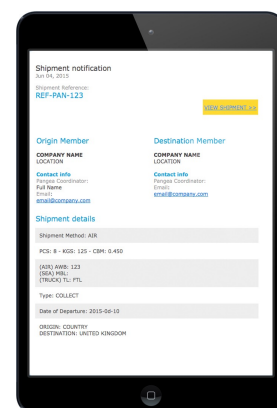 Shipment notification
Jun 04, 2015
Shipment Reference:
REF-PAN-123
VIEW SHIPMENT >>
Origin Member
COMPANY NAME
LOCATION
Contact info
Pangea Coordinator:
Full Name
Email:
email@company.com
Destination Member
COMPANY NAME
LOCATION
Contact info
Pangea Coordinator:
Email:
email@company.com
Shipment details
Shipment Method: AIR
PCS: 8 - KGS: 125 - CBM: 0.450
(AIR) AWB: 123
(SEA) MBL:
(TRUCK) TL: FTL
Type: COLLECT
Date of Departure: 2015-0d-10
ORIGIN: COUNTRY
DESTINATION: UNITED KINGDOM